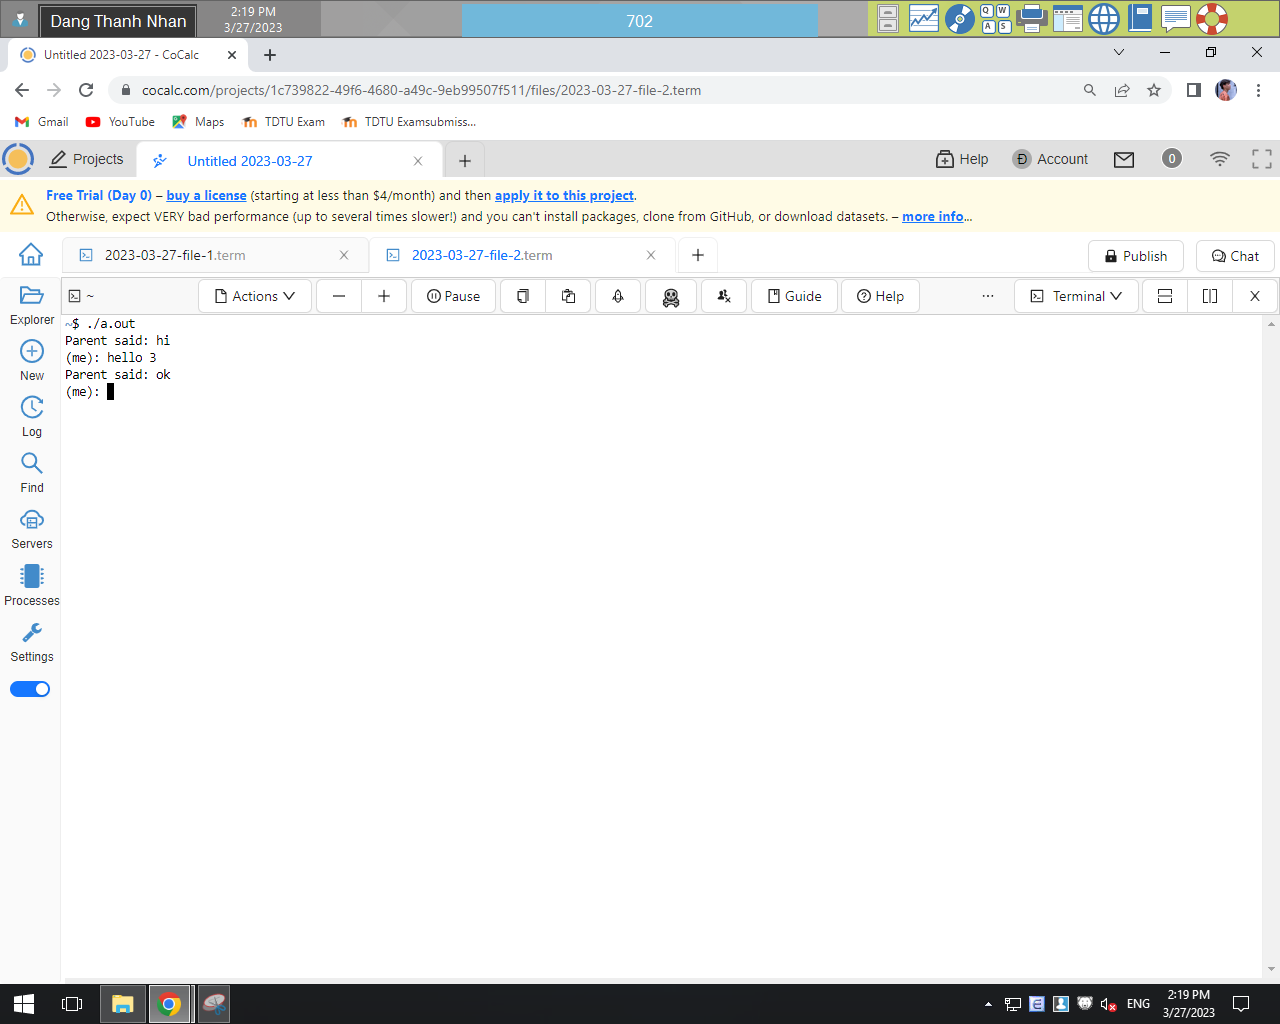 Dang Thanh Nhan
2:19 PM
3/27/2023
702
Q W
A S
Untitled 2023-03-27 - CoCalc
cocalc.com/projects/1c739822-49f6-4680-a49c-9eb99507f511/files/2023-03-27-file-2.term
Gmail YouTube Maps TDTU Exam TDTU Examsubmiss...
Projects Untitled 2023-03-27 Help Account 0
Free Trial (Day 0) – buy a license (starting at less than $4/month) and then apply it to this project.
Otherwise, expect VERY bad performance (up to several times slower!) and you can't install packages, clone from GitHub, or download datasets. – more info...
2023-03-27-file-1.term 2023-03-27-file-2.term Publish Chat
~ Actions Pause Guide Help ... Terminal
Explorer
New
Log
Find
Servers
Processes
Settings
~$ ./a.out
Parent said: hi
(me): hello 3
Parent said: ok
(me):
ENG
2:19 PM
3/27/2023